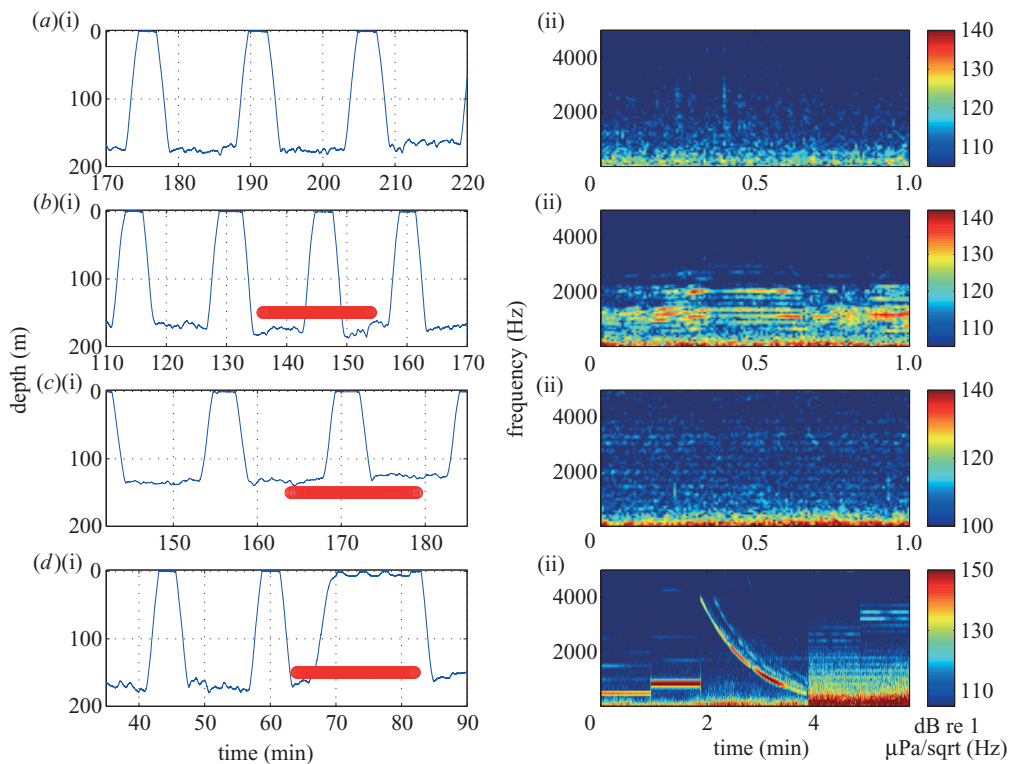 (a)(i) (ii)
0 100 200
170 180 190 200 210 220
4000 2000
0 0.5 1.0
140 130 120 110
(b)(i) (ii)
0 100 200
110 120 130 140 150 160 170
4000 2000
0 0.5 1.0
140 130 120 110
(c)(i) (ii)
0 100 200
150 160 170 180
4000 2000
0 0.5 1.0
140 130 120 110 100
(d)(i) (ii)
0 100 200
40 50 60 70 80 90
4000 2000
0 2 4
150 140 130 120 110
depth (m)
frequency (Hz)
time (min)
time (min)
dB re 1
µPa/sqrt (Hz)